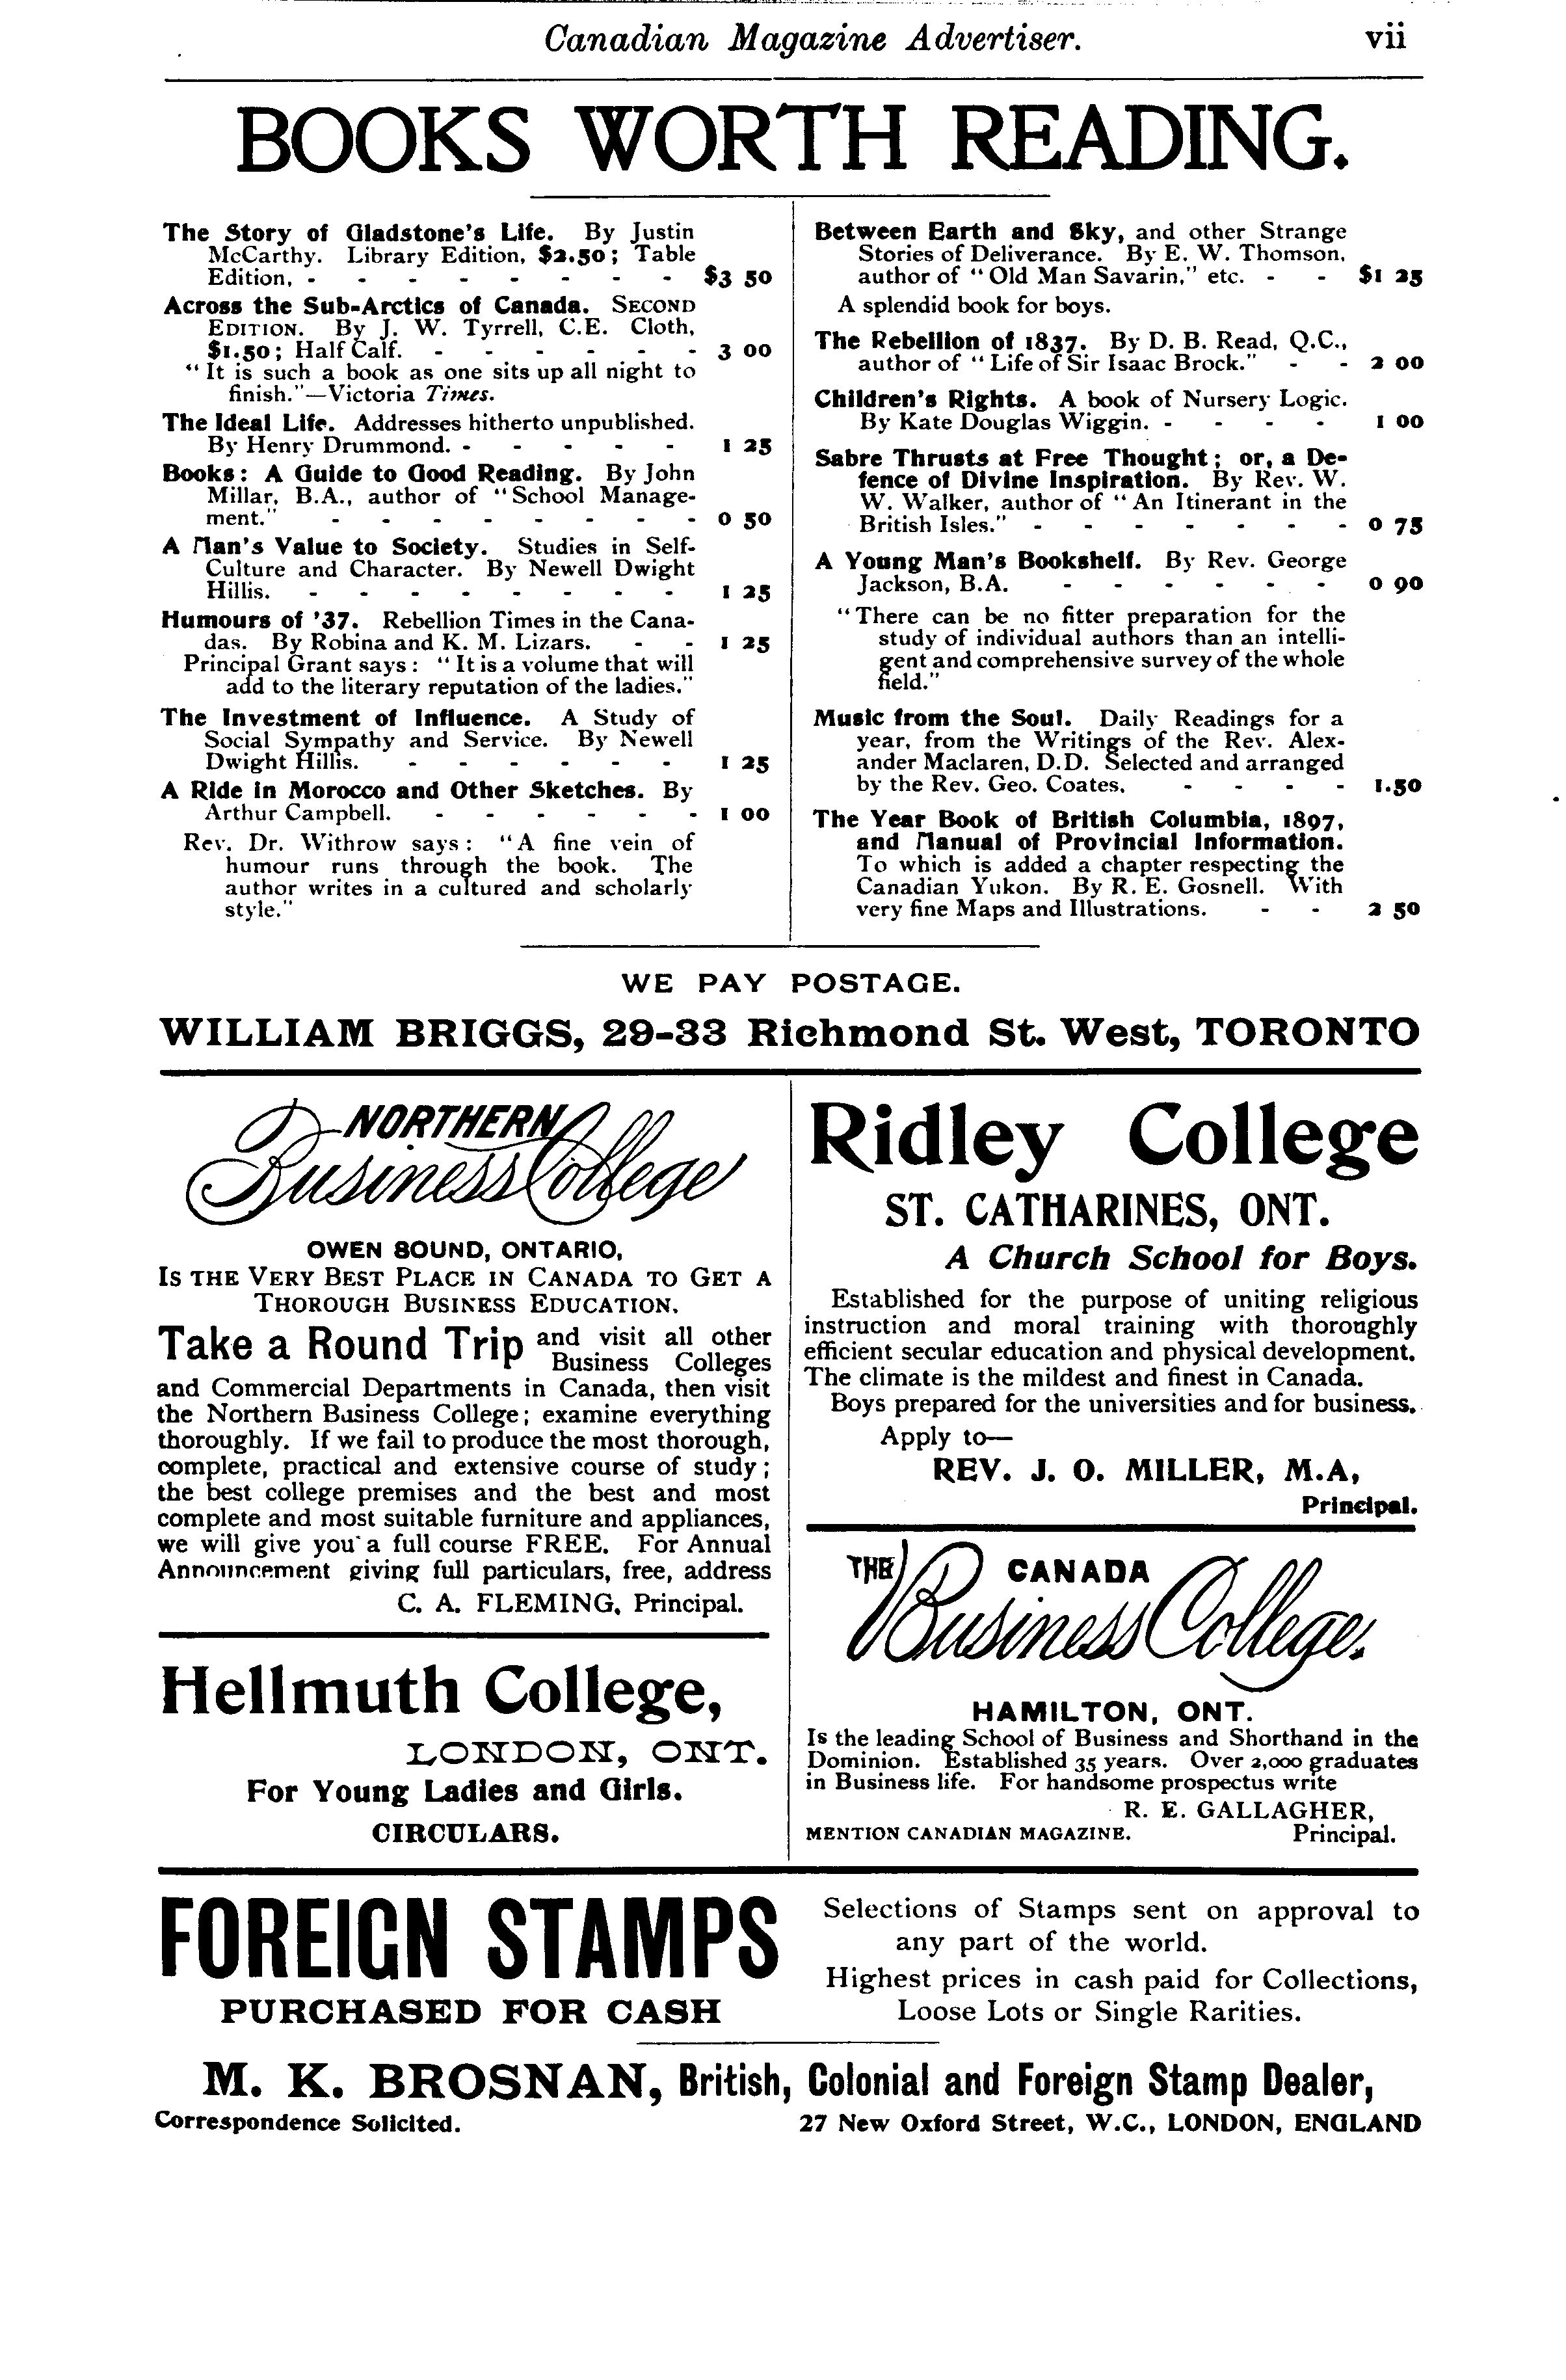 Canadian Magazine Advertiser. vii
BOOKS WORTH READING.
The Story of Gladstone's Life. By Justin
McCarthy. Library Edition, $2.50; Table
Edition, - - - - - - - - $3 50
Across the Sub-Arctics of Canada. SECOND
EDITION. By J. W. Tyrrell, C.E. Cloth,
$1.50; Half Calf. - - - - - - 3 00
"It is such a book as one sits up all night to
finish."—Victoria Times.
The Ideal Life. Addresses hitherto unpublished.
By Henry Drummond. - - - - - 1 25
Books: A Guide to Good Reading. By John
Millar, B.A., author of "School Manage-
ment." - - - - - - - - 0 50
A Man's Value to Society. Studies in Self-
Culture and Character. By Newell Dwight
Hillis. - - - - - - - - 1 25
Humours of '37. Rebellion Times in the Cana-
das. By Robina and K. M. Lizars. - - 1 25
Principal Grant says: "It is a volume that will
add to the literary reputation of the ladies."
The Investment of Influence. A Study of
Social Sympathy and Service. By Newell
Dwight Hillis. - - - - - - 1 25
A Ride in Morocco and Other Sketches. By
Arthur Campbell. - - - - - - 1 00
Rev. Dr. Withrow says: "A fine vein of
humour runs through the book. The
author writes in a cultured and scholarly
style."
Between Earth and Sky, and other Strange
Stories of Deliverance. By E. W. Thomson,
author of "Old Man Savarin," etc. - - $1 25
A splendid book for boys.
The Rebellion of 1837. By D. B. Read, Q.C.,
author of "Life of Sir Isaac Brock." - - 2 00
Children's Rights. A book of Nursery Logic.
By Kate Douglas Wiggin. - - - - 1 00
Sabre Thrusts at Free Thought; or, a De-
fence of Divine Inspiration. By Rev. W.
W. Walker, author of "An Itinerant in the
British Isles." - - - - - - - 0 75
A Young Man's Bookshelf. By Rev. George
Jackson, B.A. - - - - - - 0 90
"There can be no fitter preparation for the
study of individual authors than an intelli-
gent and comprehensive survey of the whole
field."
Music from the Soul. Daily Readings for a
year, from the Writings of the Rev. Alex-
ander Maclaren, D.D. Selected and arranged
by the Rev. Geo. Coates, - - - - 1.50
The Year Book of British Columbia, 1897,
and Manual of Provincial Information.
To which is added a chapter respecting the
Canadian Yukon. By R. E. Gosnell. With
very fine Maps and Illustrations. - - 2 50
WE PAY POSTAGE.
WILLIAM BRIGGS, 29-33 Richmond St. West, TORONTO
NORTHERN
Business College
OWEN SOUND, ONTARIO,
IS THE VERY BEST PLACE IN CANADA TO GET A
THOROUGH BUSINESS EDUCATION.
Take a Round Trip and visit all other
Business Colleges
and Commercial Departments in Canada, then visit
the Northern Business College; examine everything
thoroughly. If we fail to produce the most thorough,
complete, practical and extensive course of study;
the best college premises and the best and most
complete and most suitable furniture and appliances,
we will give you a full course FREE. For Annual
Announcement giving full particulars, free, address
C. A. FLEMING, Principal.
Hellmuth College,
LONDON, ONT.
For Young Ladies and Girls.
CIRCULARS.
Ridley College
ST. CATHARINES, ONT.
A Church School for Boys.
Established for the purpose of uniting religious
instruction and moral training with thoroughly
efficient secular education and physical development.
The climate is the mildest and finest in Canada.
Boys prepared for the universities and for business.
Apply to—
REV. J. O. MILLER, M.A,
Principal.
THE CANADA
Business College.
HAMILTON, ONT.
Is the leading School of Business and Shorthand in the
Dominion. Established 35 years. Over 2,000 graduates
in Business life. For handsome prospectus write
R. E. GALLAGHER,
MENTION CANADIAN MAGAZINE. Principal.
FOREIGN STAMPS
PURCHASED FOR CASH
Selections of Stamps sent on approval to
any part of the world.
Highest prices in cash paid for Collections,
Loose Lots or Single Rarities.
M. K. BROSNAN, British, Colonial and Foreign Stamp Dealer,
Correspondence Solicited. 27 New Oxford Street, W.C., LONDON, ENGLAND